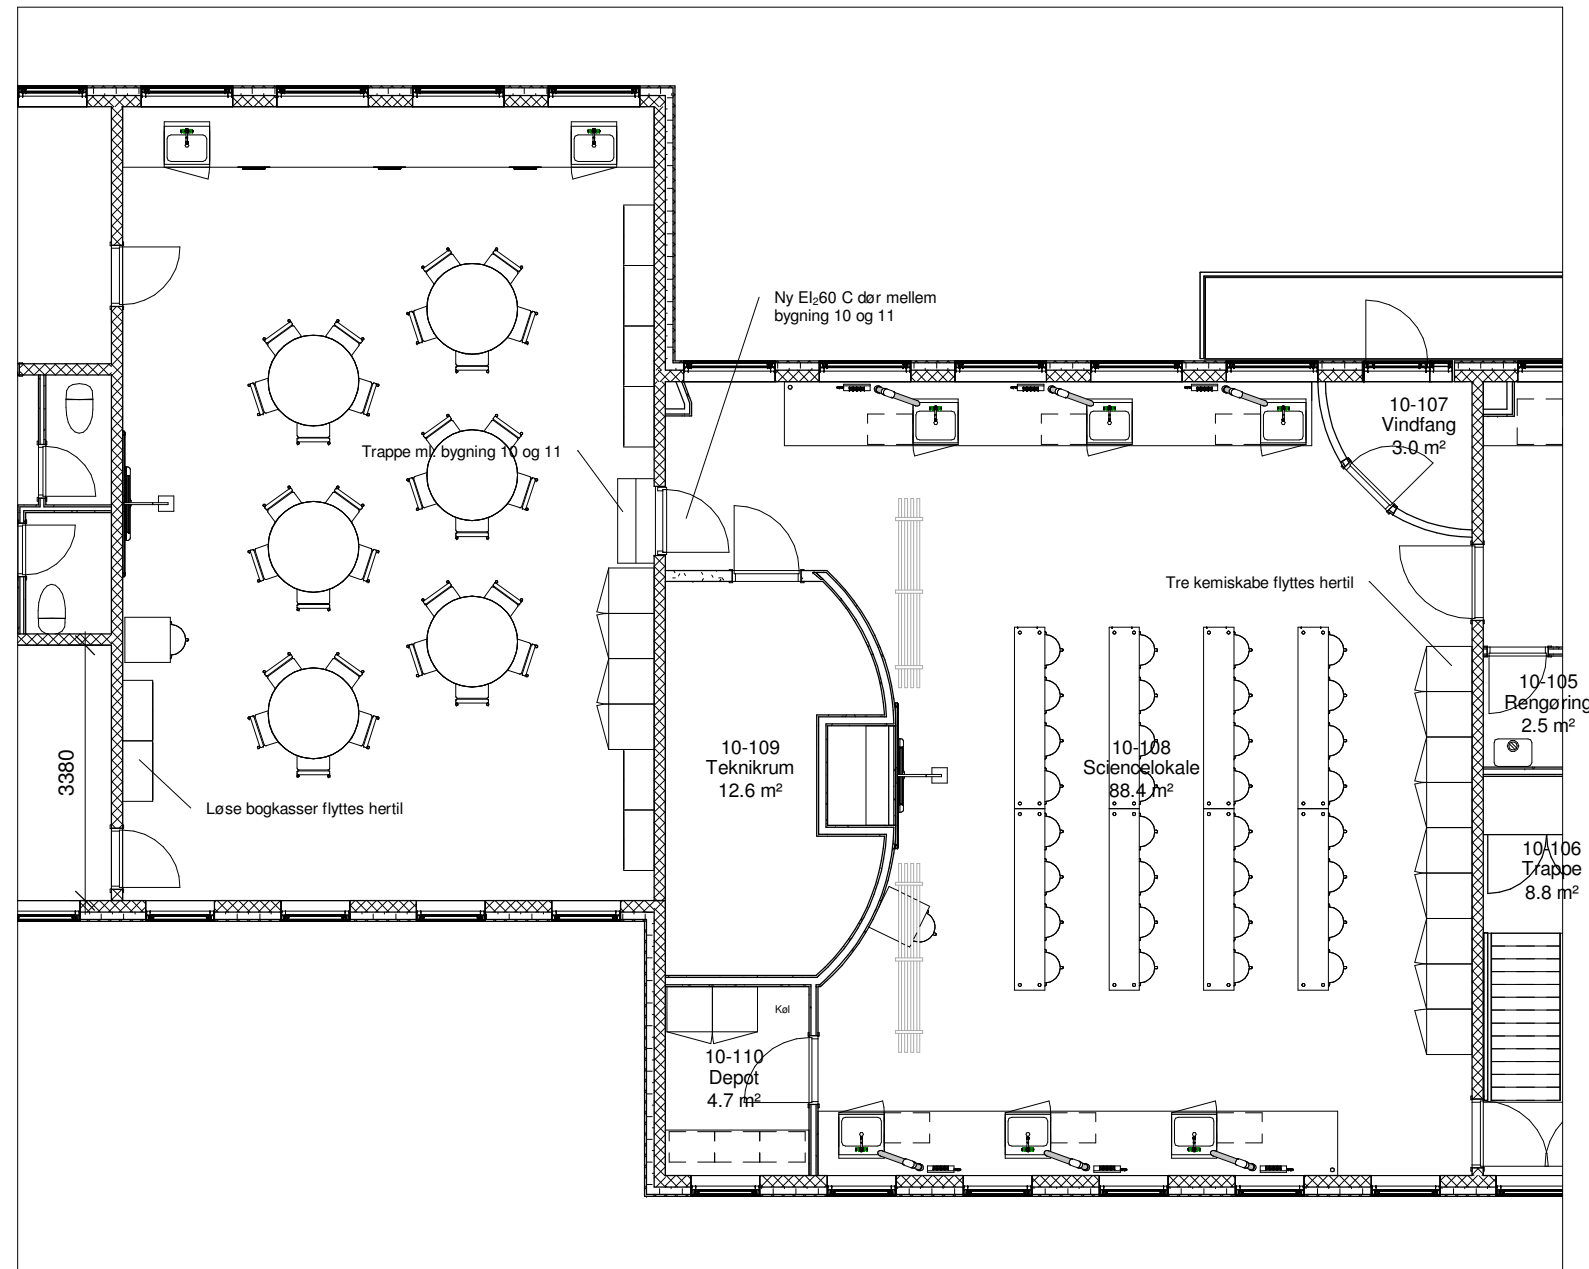 Ny EI₂60 C dør mellem
bygning 10 og 11
10-107
Vindfang
3.0 m²
Trappe ml. bygning 10 og 11
Tre kemiskabe flyttes hertil
10-105
Rengøring
2.5 m²
10-109
Teknikrum
12.6 m²
10-108
Sciencelokale
88.4 m²
3380
Løse bogkasser flyttes hertil
10-106
Trappe
8.8 m²
Køl
10-110
Depot
4.7 m²